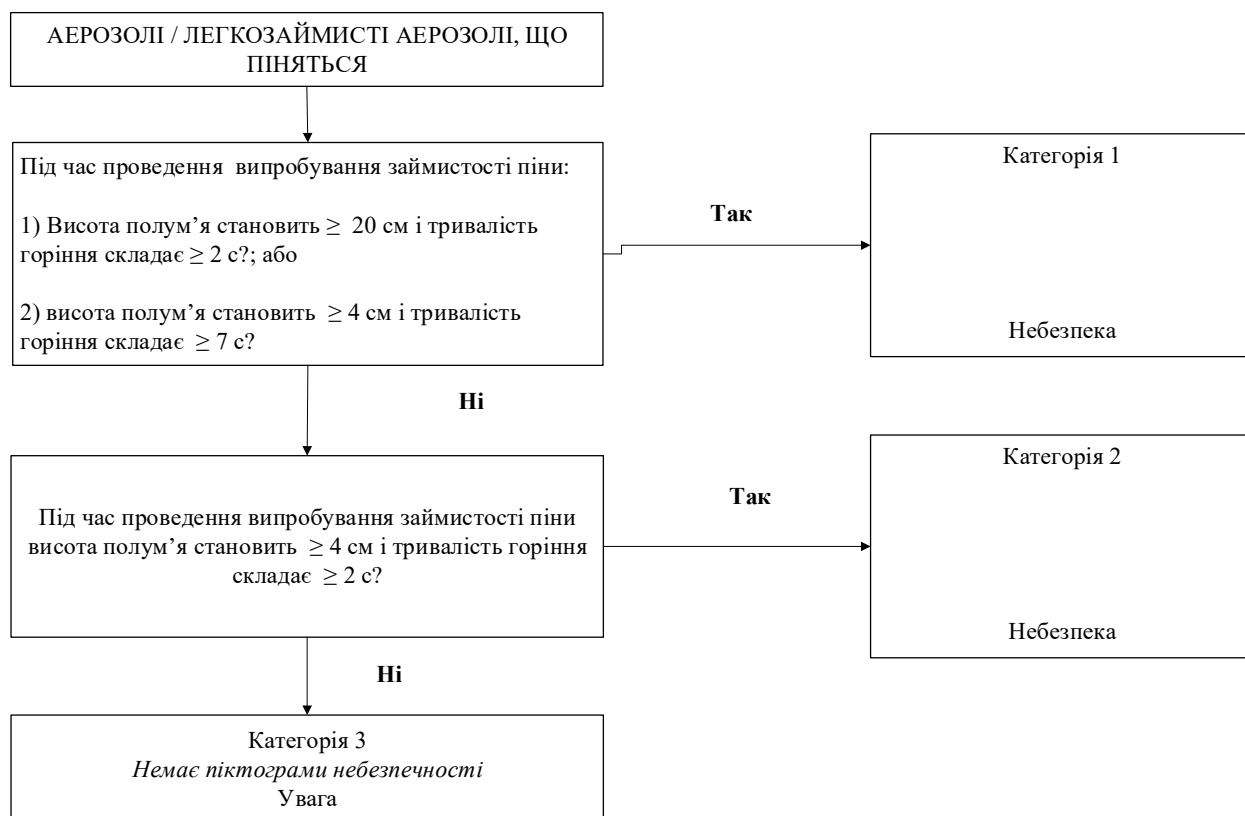 АЕРОЗОЛІ / ЛЕГКОЗАЙМИСТІ АЕРОЗОЛІ, ЩО
ПІНЯТЬСЯ
Під час проведення випробування займистості піни:
1) Висота полум’я становить ≥ 20 см і тривалість
горіння складає ≥ 2 с?; або
2) висота полум’я становить ≥ 4 см і тривалість
горіння складає ≥ 7 с?
Так
Категорія 1
Небезпека
Ні
Під час проведення випробування займистості піни
висота полум’я становить ≥ 4 см і тривалість горіння
складає ≥ 2 с?
Так
Категорія 2
Небезпека
Ні
Категорія 3
Немає піктограми небезпечності
Увага